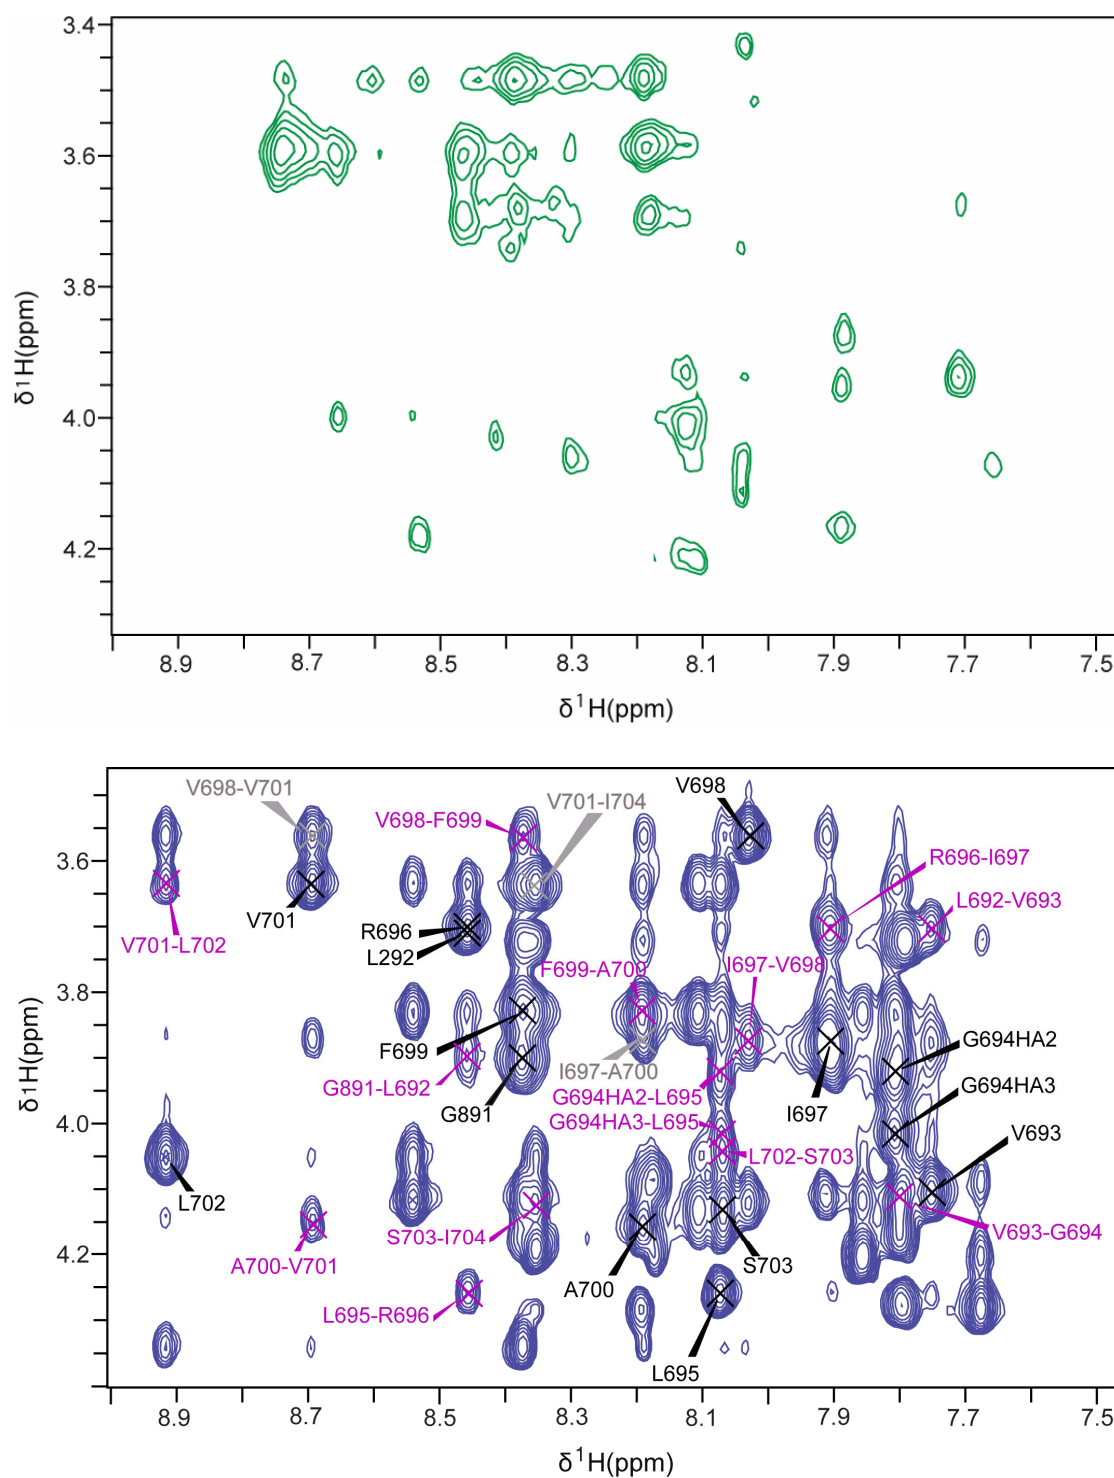 3.4
3.6
3.8
4.0
4.2
δ¹H(ppm)
8.9 8.7 8.5 8.3 8.1 7.9 7.7 7.5
δ¹H(ppm)
V698-V701
V698
V701-I704
V698-F699
R696-I697
L692-V693
V701
R696
V701-L702
L292
F699-A700
I697-V698
F699
G694HA2
I697-A700
G891-L692
G694HA2-L695
G694HA3
G891
I697
G694HA3-L695
V693
L702-S703
L702
S703-I704
V693-G694
A700-V701
S703
A700
L695-R696
L695
3.6
3.8
4.0
4.2
δ¹H(ppm)
8.9 8.7 8.5 8.3 8.1 7.9 7.7 7.5
δ¹H(ppm)